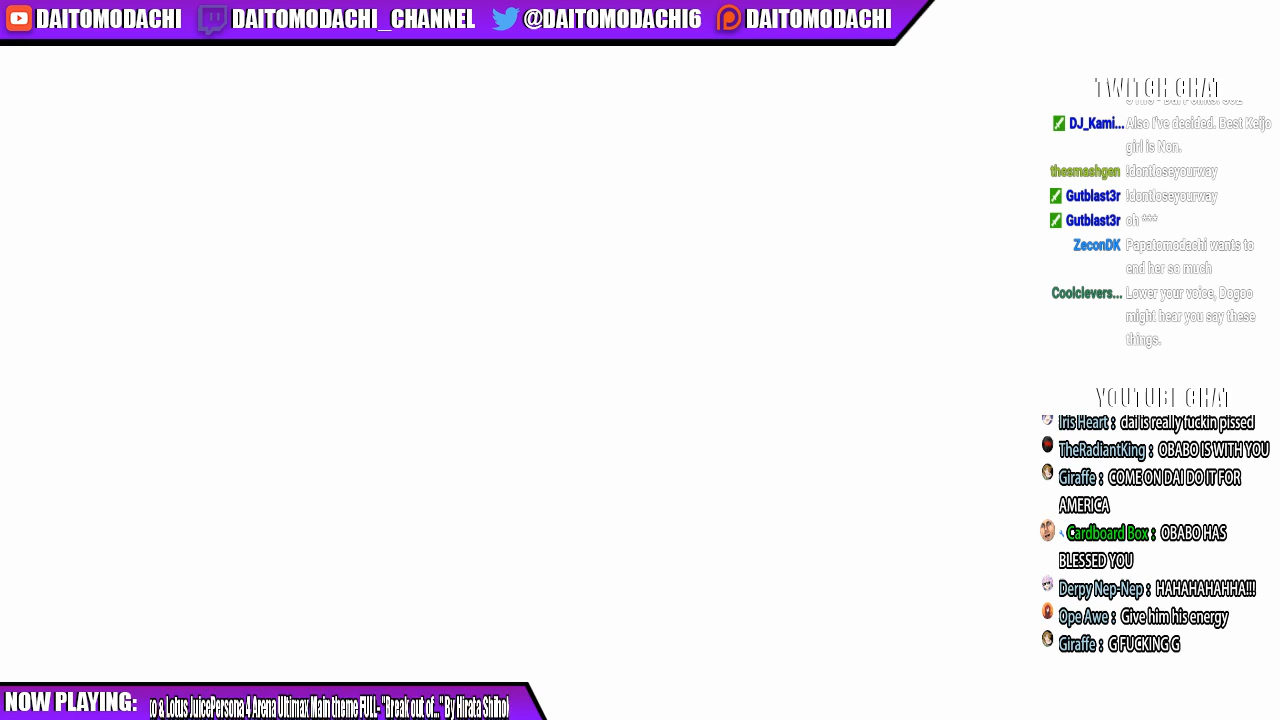 DAITOMODACHI DAITOMODACHI_CHANNEL @DAITOMODACHI6 DAITOMODACHI
TWITCH CHAT
DJ_Kami... Also I've decided. Best Keijo
girl is Non.
thesmashgen !dontloseyourway
Gutblast3r !dontloseyourway
Gutblast3r oh ***
ZeconDK Papatomodachi wants to
end her so much
Coolclevers... Lower your voice, Dogoo
might hear you say these
things.
YOUTUBE CHAT
Iris Heart : dai is really fuckin pissed
TheRadiantKing : OBABO IS WITH YOU
Giraffe : COME ON DAI DO IT FOR
AMERICA
Cardboard Box : OBABO HAS
BLESSED YOU
Derpy Nep-Nep : HAHAHAHAHHA!!!
Ope Awe : Give him his energy
Giraffe : G FUCKING G
NOW PLAYING: o & Lotus JuicePersona 4 Arena Ultimax Main theme FULL- "Break out of..." By Hirata Shiho